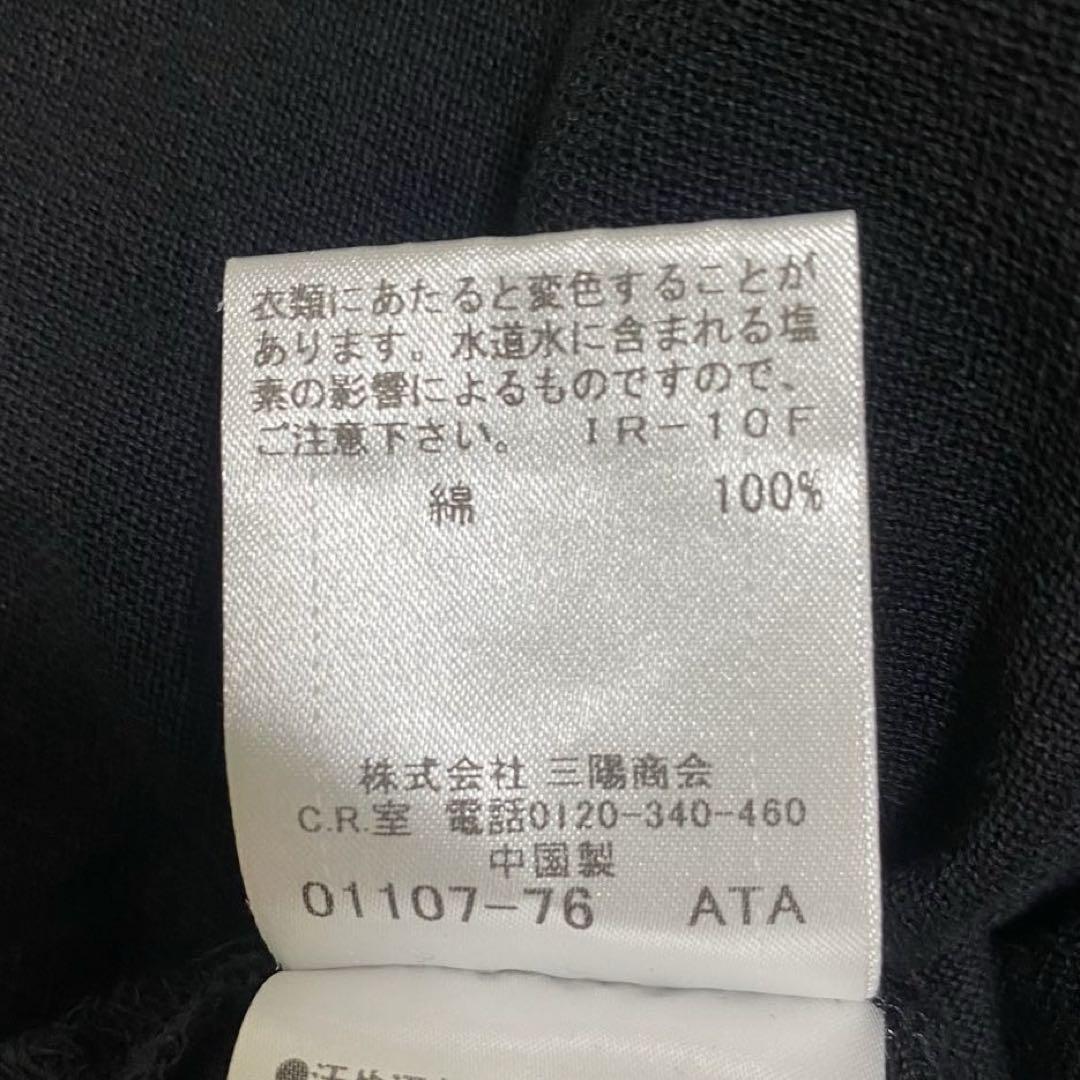 衣類にあたると変色することが
あります。水道水に含まれる塩
素の影響によるものですので、
ご注意下さい。 IR-10F
綿 100%
株式会社 三陽商会
C.R.室 電話0120-340-460
中国製
01107-76 ATA